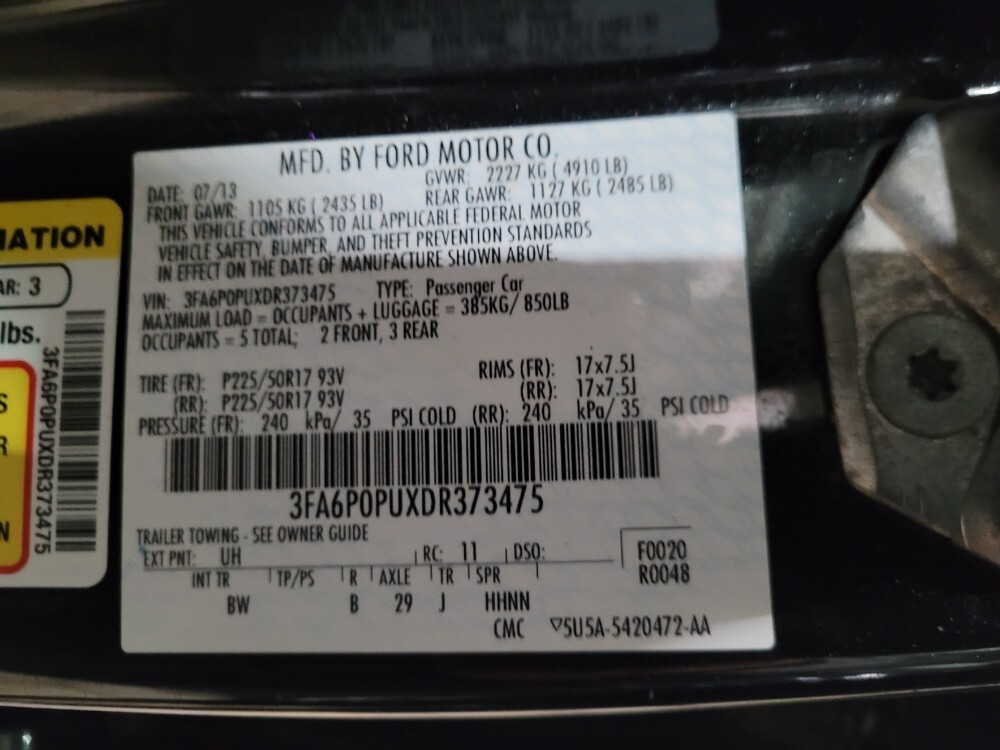 MFD. BY FORD MOTOR CO.
DATE: 07/13 GVWR: 2227 KG ( 4910 LB)
FRONT GAWR: 1105 KG ( 2435 LB) REAR GAWR: 1127 KG ( 2485 LB)
THIS VEHICLE CONFORMS TO ALL APPLICABLE FEDERAL MOTOR
VEHICLE SAFETY, BUMPER, AND THEFT PREVENTION STANDARDS
IN EFFECT ON THE DATE OF MANUFACTURE SHOWN ABOVE.
VIN: 3FA6P0PUXDR373475 TYPE: Passenger Car
MAXIMUM LOAD = OCCUPANTS + LUGGAGE = 385KG/ 850LB
OCCUPANTS = 5 TOTAL; 2 FRONT, 3 REAR
TIRE (FR): P225/50R17 93V RIMS (FR): 17x7.5J
(RR): P225/50R17 93V (RR): 17x7.5J
PRESSURE (FR): 240 kPa/ 35 PSI COLD (RR): 240 kPa/ 35 PSI COLD
3FA6P0PUXDR373475
TRAILER TOWING - SEE OWNER GUIDE
EXT PNT: UH RC: 11 DSO: F0020
R0048
INT TR TP/PS R AXLE TR SPR
BW B 29 J HHNN
CMC ▽5U5A-5420472-AA
MATION
AR: 3
lbs.
S
R
N
3FA6P0PUXDR373475